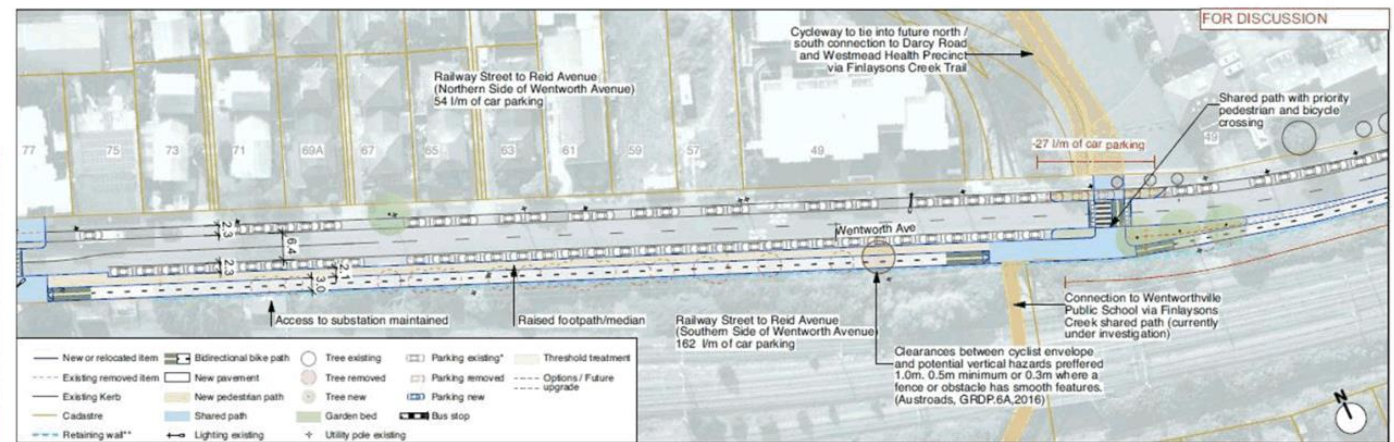 FOR DISCUSSION
Cycleway to tie into future north /
south connection to Darcy Road
and Westmead Health Precinct
via Finlaysons Creek Trail
Railway Street to Reid Avenue
(Northern Side of Wentworth Avenue)
54 l/m of car parking
Shared path with priority
pedestrian and bicycle
crossing
77
75
73
71
69A
67
65
63
61
59
57
49
49
-27 l/m of car parking
2.3
6.4
2.3
2.1
3.0
Wentworth Ave
Access to substation maintained
Raised footpath/median
Railway Street to Reid Avenue
(Southern Side of Wentworth Avenue)
162 l/m of car parking
Connection to Wentworthville
Public School via Finlaysons
Creek shared path (currently
under investigation)
Clearances between cyclist envelope
and potential vertical hazards preffered
1.0m. 0.5m minimum or 0.3m where a
fence or obstacle has smooth features.
(Austroads, GRDP.6A,2016)
New or relocated item
Bidirectional bike path
Tree existing
Parking existing*
Threshold treatment
Existing removed item
New pavement
Tree removed
Parking removed
Options / Future
upgrade
Existing Kerb
New pedestrian path
Tree new
Parking new
Cadastre
Shared path
Garden bed
Bus stop
Retaining wall**
Lighting existing
Utility pole existing
N